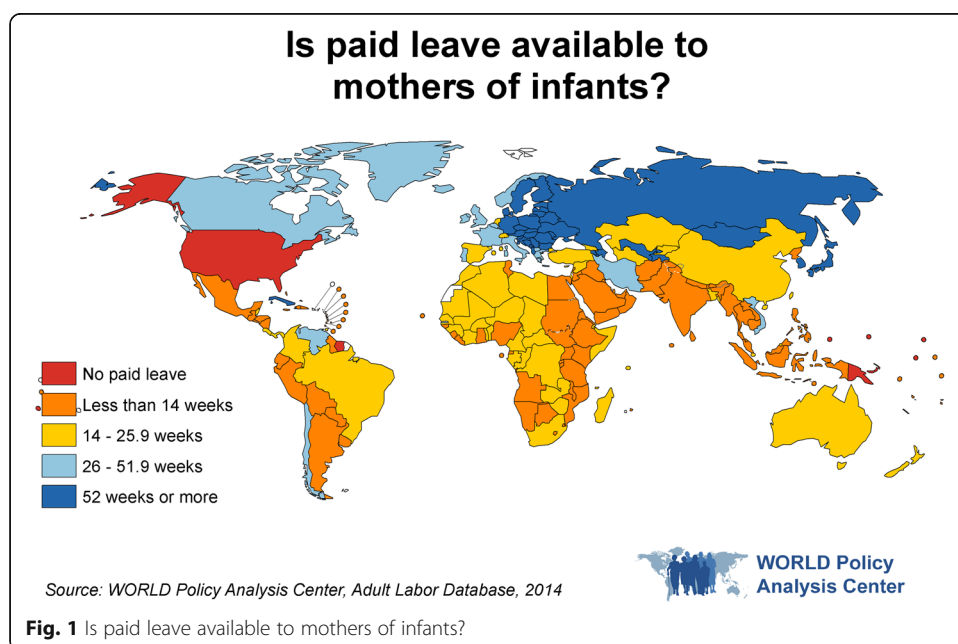 Is paid leave available to
mothers of infants?
No paid leave
Less than 14 weeks
14 - 25.9 weeks
26 - 51.9 weeks
52 weeks or more
Source: WORLD Policy Analysis Center, Adult Labor Database, 2014
WORLD Policy
Analysis Center
Fig. 1 Is paid leave available to mothers of infants?